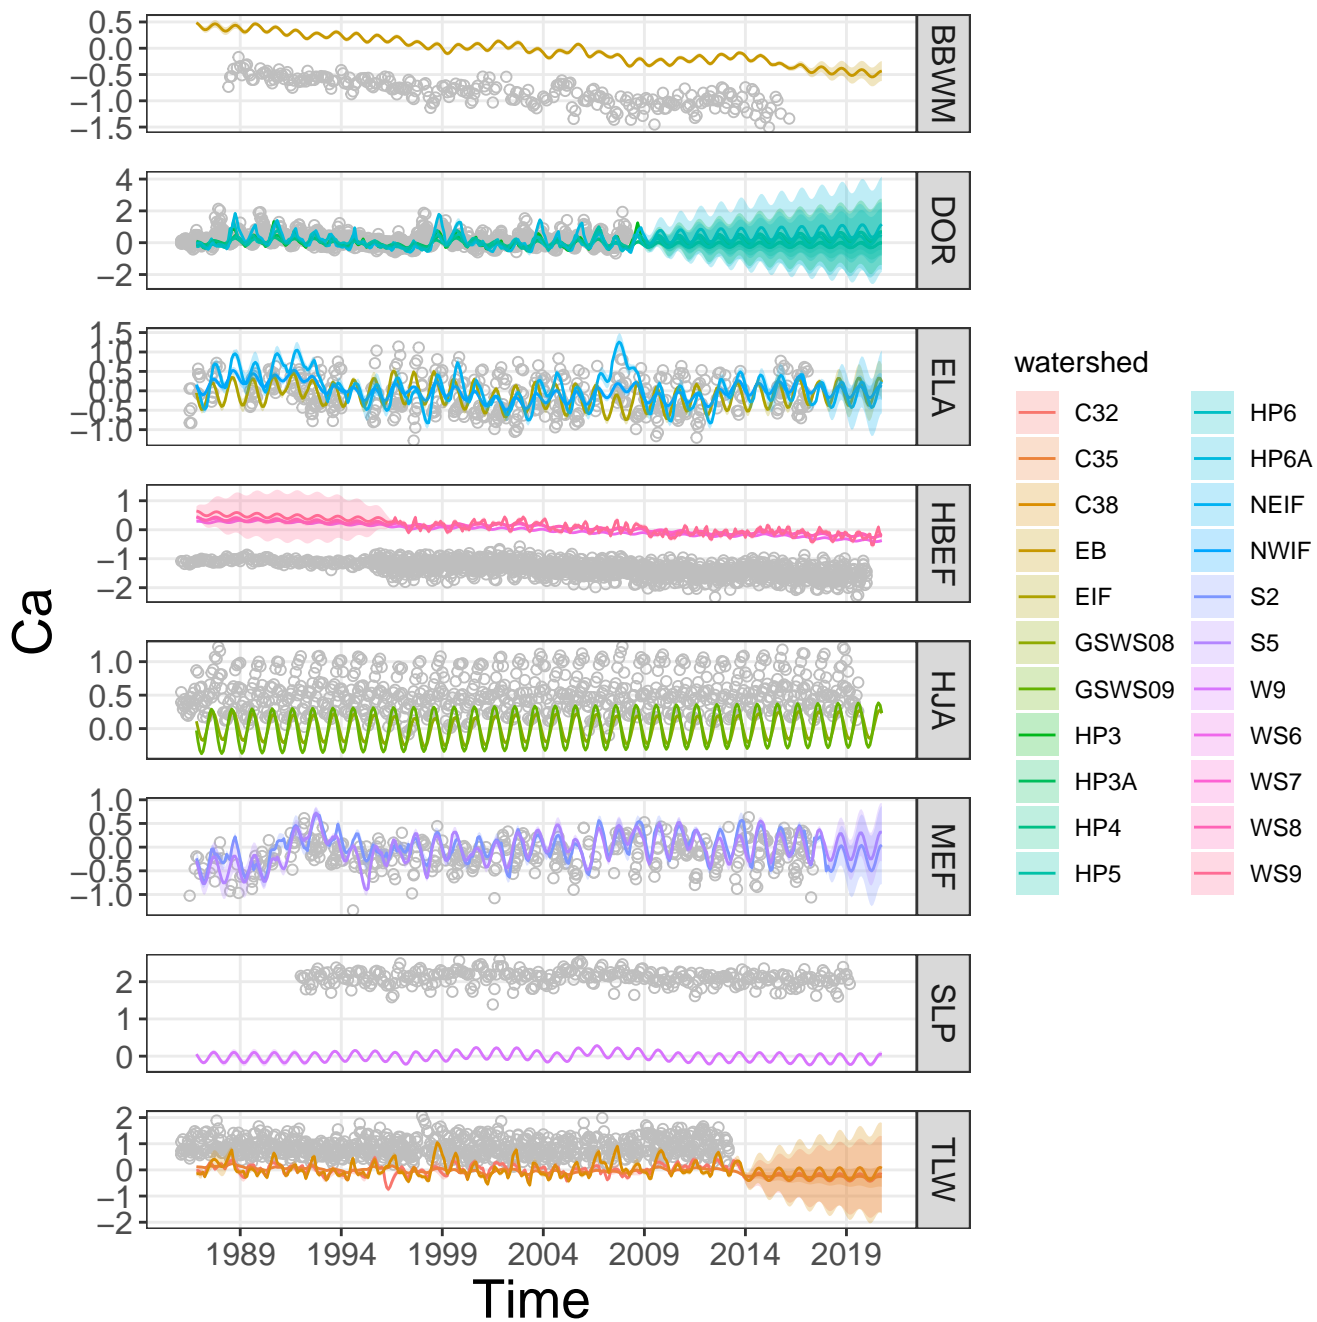 Ca
0.5
0.0
−0.5
−1.0
−1.5
BBWM
4
2
0
−2
DOR
1.5
1.0
0.5
0.0
−0.5
−1.0
ELA
1
0
−1
−2
HBEF
1.0
0.5
0.0
HJA
1.0
0.5
0.0
−0.5
−1.0
MEF
2
1
0
SLP
2
1
0
−1
−2
TLW
1989 1994 1999 2004 2009 2014 2019
Time
watershed
C32
C35
C38
EB
EIF
GSWS08
GSWS09
HP3
HP3A
HP4
HP5
HP6
HP6A
NEIF
NWIF
S2
S5
W9
WS6
WS7
WS8
WS9